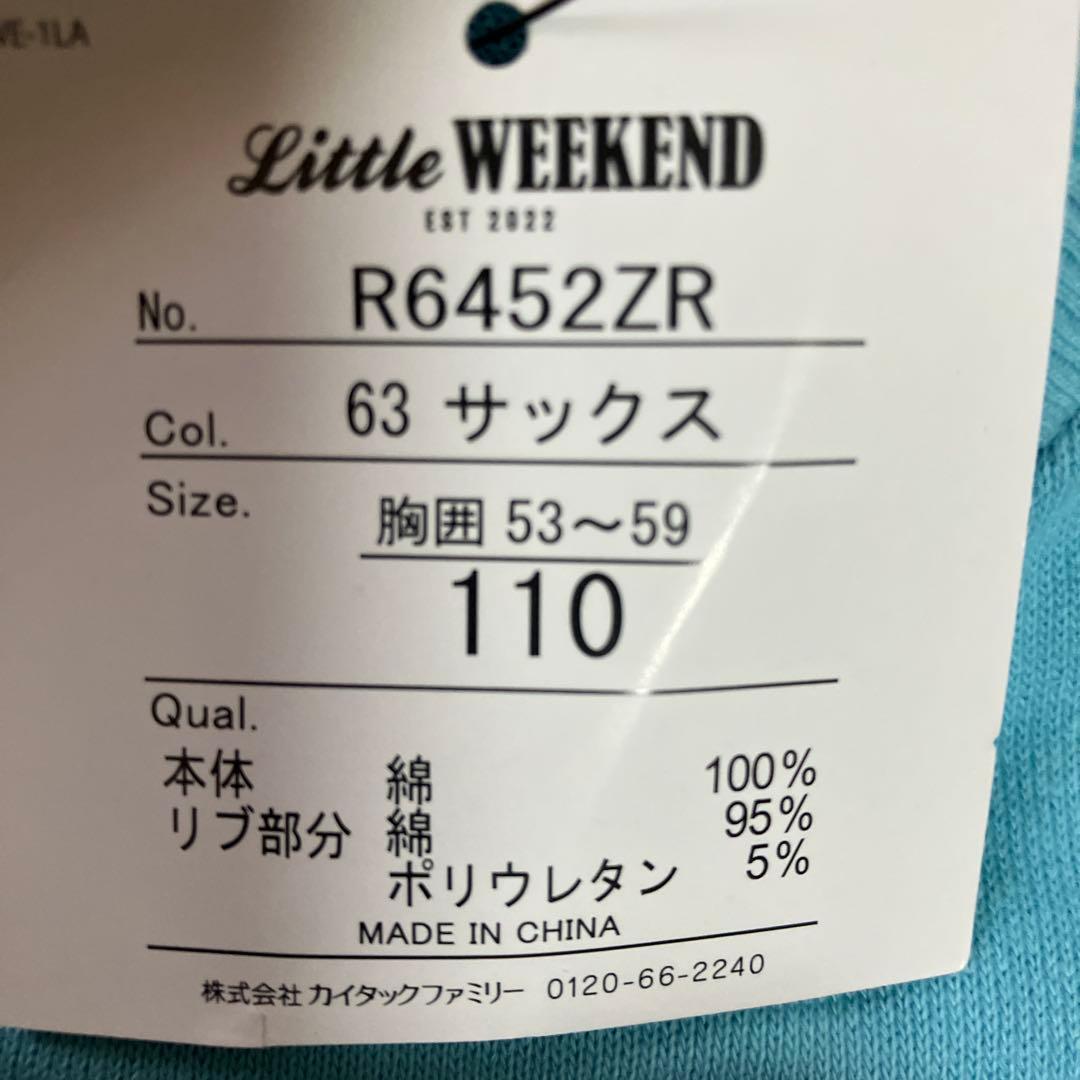 VE-1LA
Little WEEKEND
EST 2022
No. R6452ZR
Col. 63 サックス
Size. 胸囲 53～59
110
Qual.
本体 綿 100%
リブ部分 綿 95%
ポリウレタン 5%
MADE IN CHINA
株式会社 カイタックファミリー 0120-66-2240